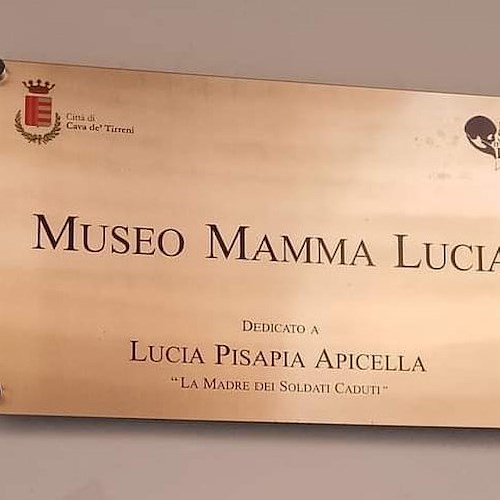 Città di
Cava de' Tirreni
MUSEO MAMMA LUCIA
DEDICATO A
LUCIA PISAPIA APICELLA
“LA MADRE DEI SOLDATI CADUTI”